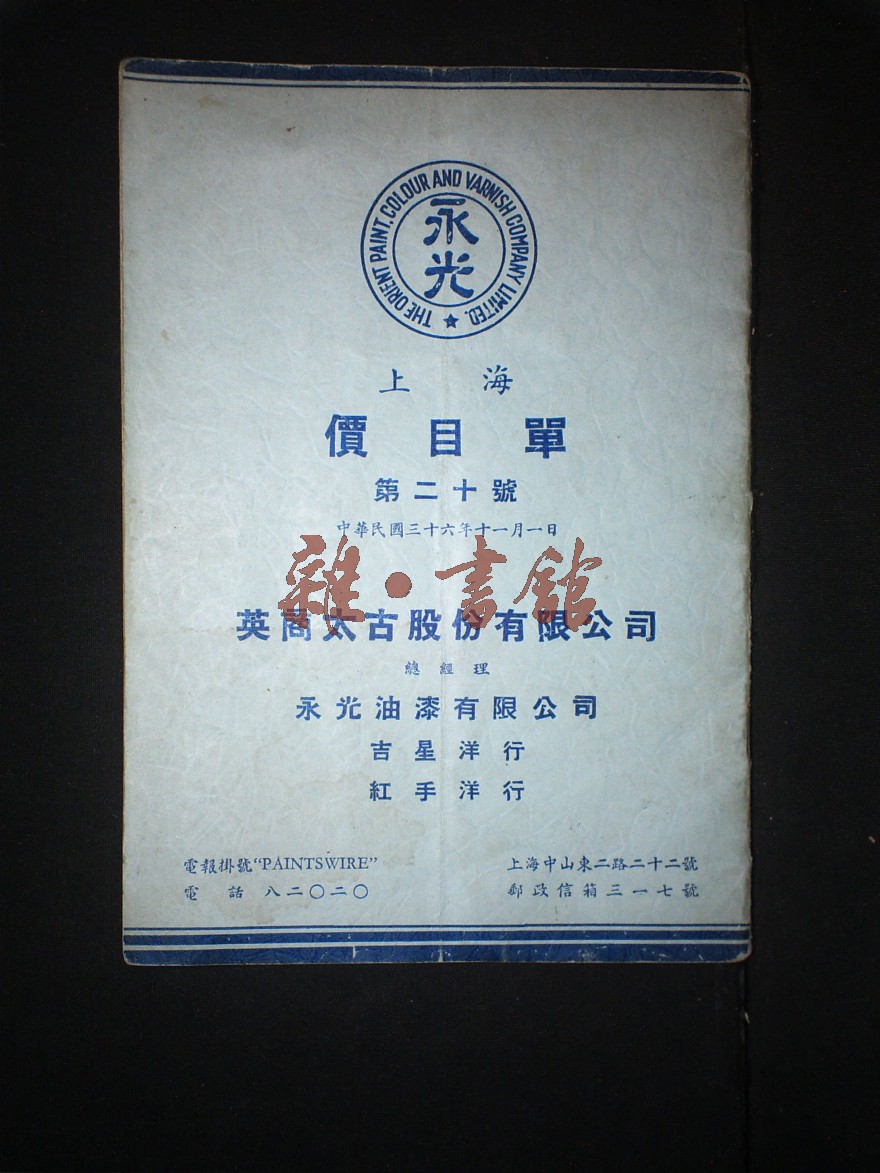 THE ORIENT PAINT, COLOUR AND VARNISH COMPANY LIMITED.
永光
上海
價目單
第二十號
中華民國三十六年十一月一日
雜·書館
英商太古股份有限公司
總經理
永光油漆有限公司
吉星洋行
紅手洋行
電報掛號“PAINTSWIRE”
電話 八二〇二〇
上海中山東二路二十二號
郵政信箱三一七號